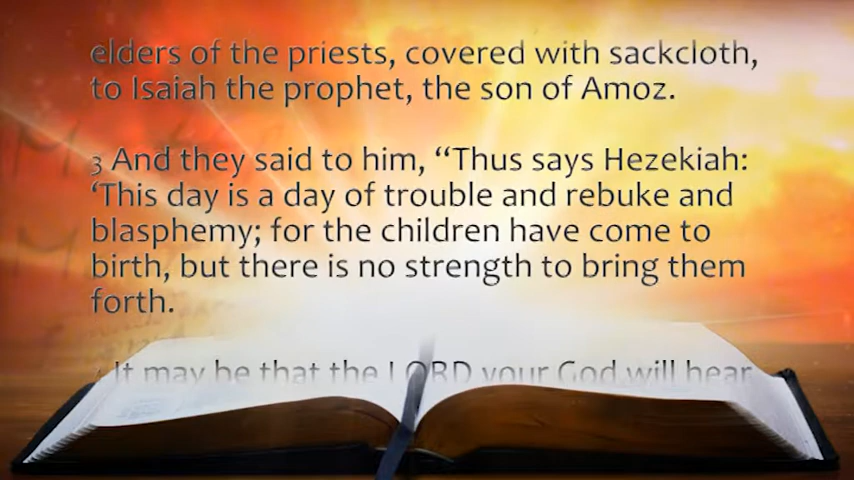 elders of the priests, covered with sackcloth,
to Isaiah the prophet, the son of Amoz.
3 And they said to him, “Thus says Hezekiah:
‘This day is a day of trouble and rebuke and
blasphemy; for the children have come to
birth, but there is no strength to bring them
forth.
It may be that the LORD your God will hear